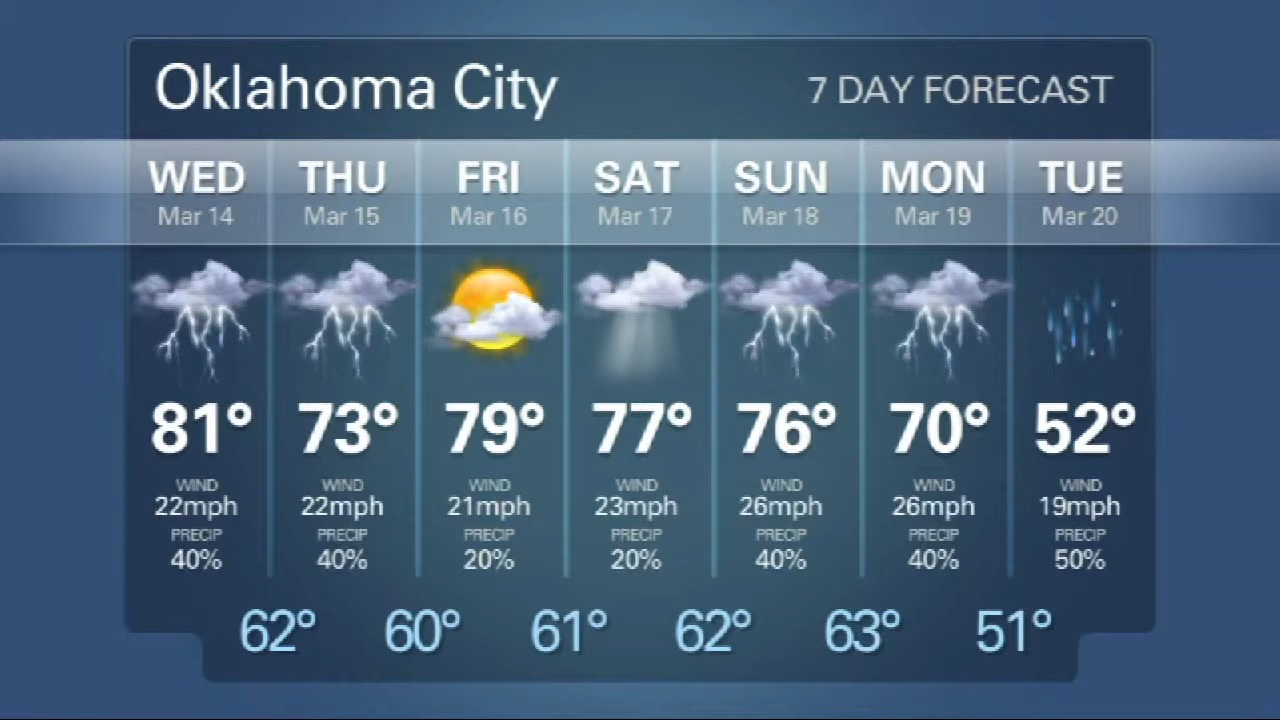 Oklahoma City
7 DAY FORECAST
WED THU FRI SAT SUN MON TUE
Mar 14 Mar 15 Mar 16 Mar 17 Mar 18 Mar 19 Mar 20
81° 73° 79° 77° 76° 70° 52°
WIND WIND WIND WIND WIND WIND WIND
22mph 22mph 21mph 23mph 26mph 26mph 19mph
PRECIP PRECIP PRECIP PRECIP PRECIP PRECIP PRECIP
40% 40% 20% 20% 40% 40% 50%
62° 60° 61° 62° 63° 51°